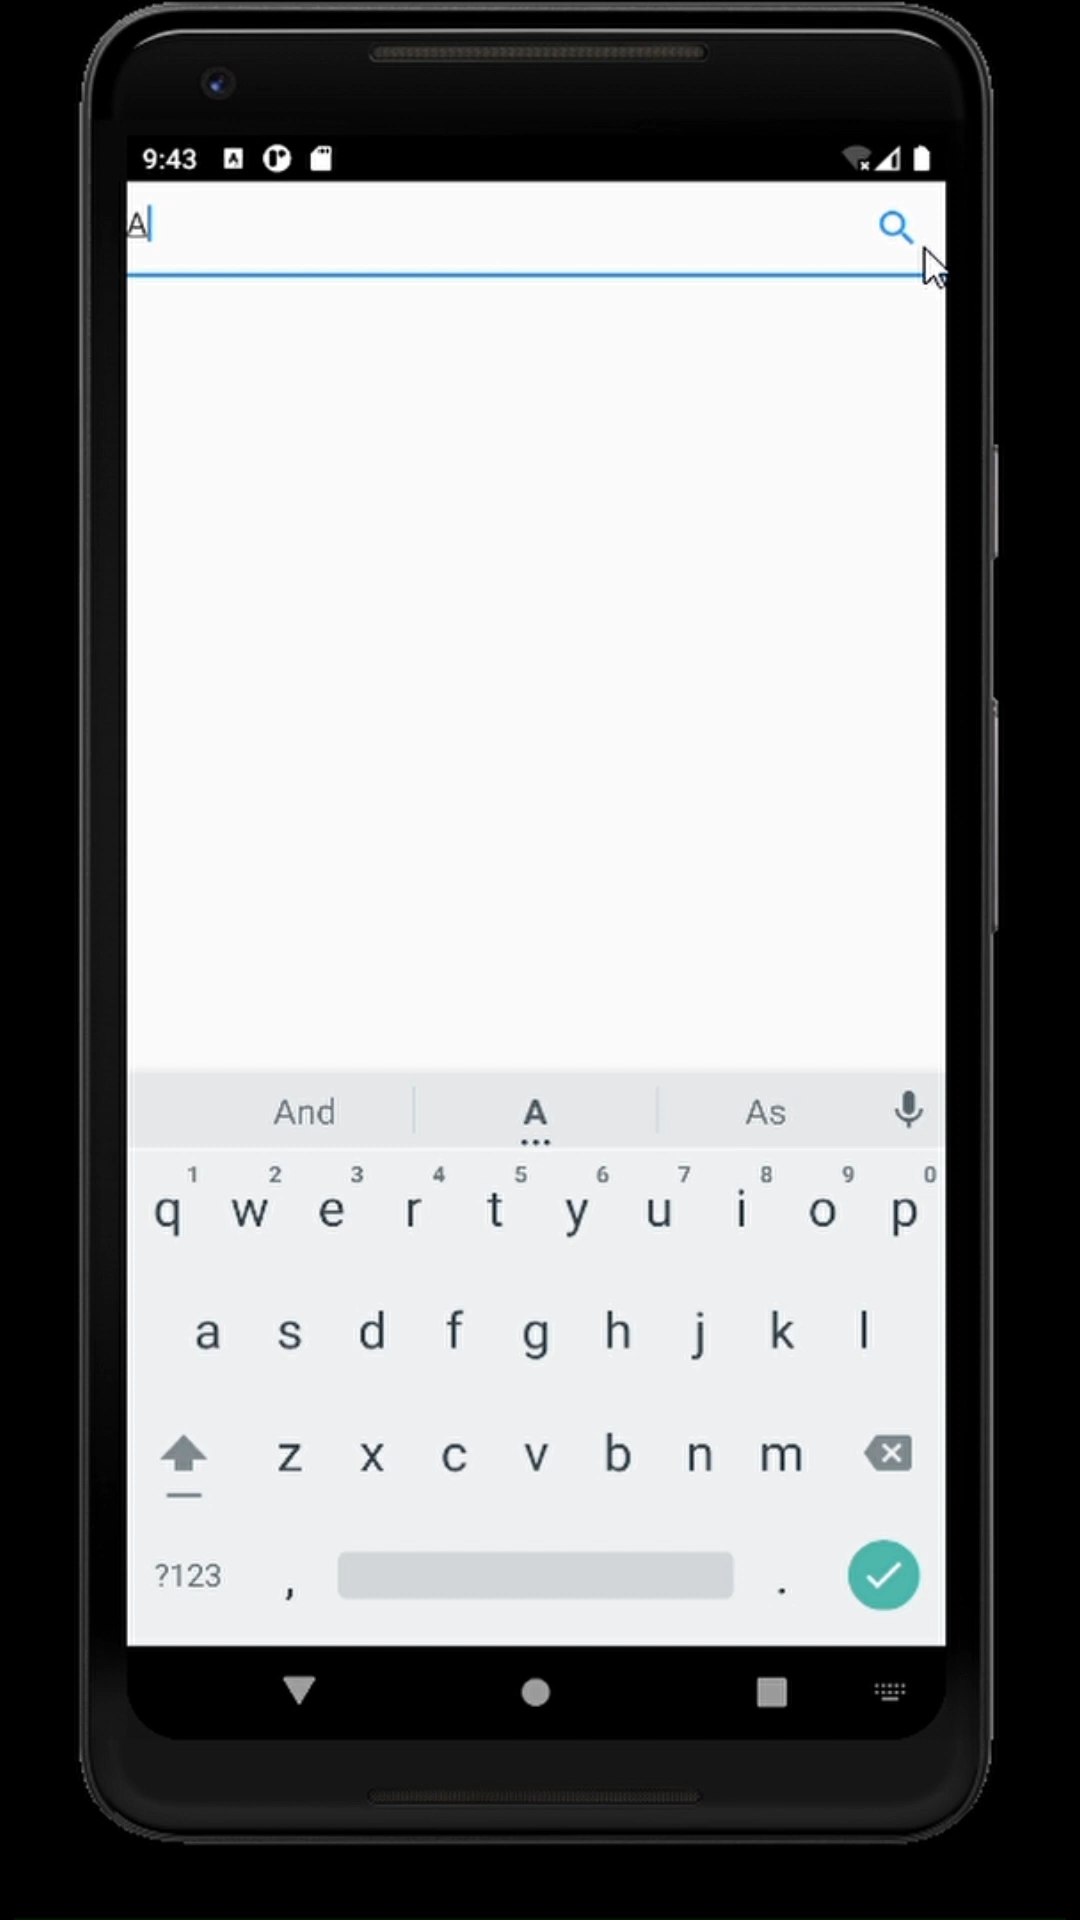 9:43
A
And A As
1 2 3 4 5 6 7 8 9 0
q w e r t y u i o p
a s d f g h j k l
z x c v b n m
?123 , .